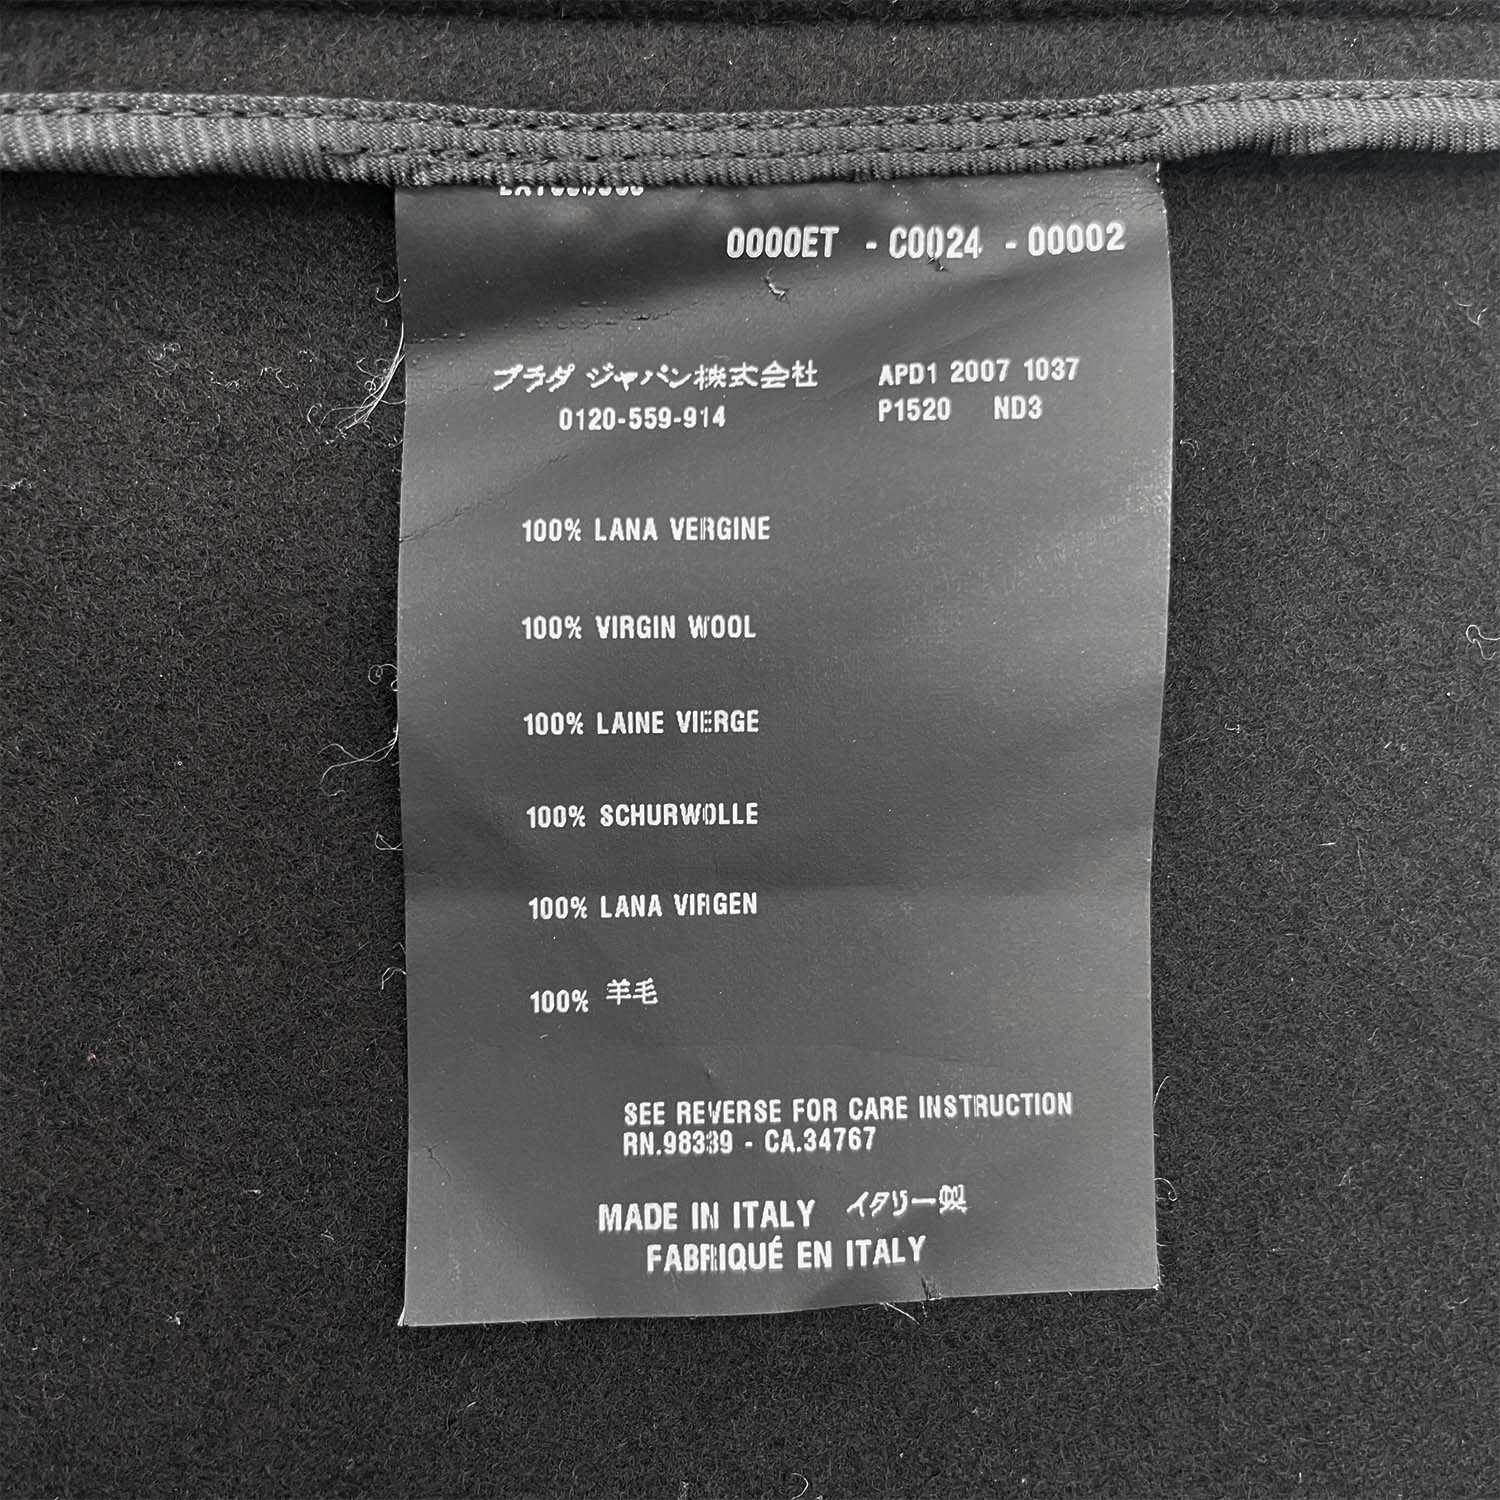 0000ET - C0024 - 00002
プラダ ジャパン株式会社
0120-559-914
APD1 2007 1037
P1520 ND3
100% LANA VERGINE
100% VIRGIN WOOL
100% LAINE VIERGE
100% SCHURWOLLE
100% LANA VIRGEN
100% 羊毛
SEE REVERSE FOR CARE INSTRUCTION
RN.98339 - CA.34767
MADE IN ITALY イタリー製
FABRIQUÉ EN ITALY